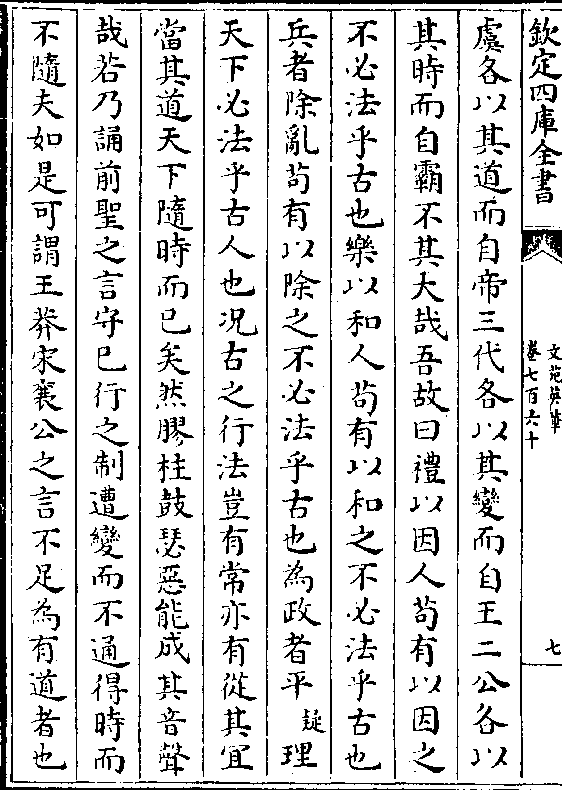 欽定四庫全書
文苑英華
卷七百六十
七
虞各以其道而自帝三代各以其變而自王二公各以
其時而自霸不其大哉吾故曰禮以因人苟有以因之
不必法乎古也樂以和人苟有以和之不必法乎古也
兵者除亂苟有以除之不必法乎古也為政者平疑理
天下必法乎古人也况古之行法豈有常亦有從其宜
當其道天下隨時而已矣然膠柱鼓瑟惡能成其音聲
哉若乃誦前聖之言守已行之制遭變而不通得時而
不隨夫如是可謂王莽宋襄公之言不足為有道者也